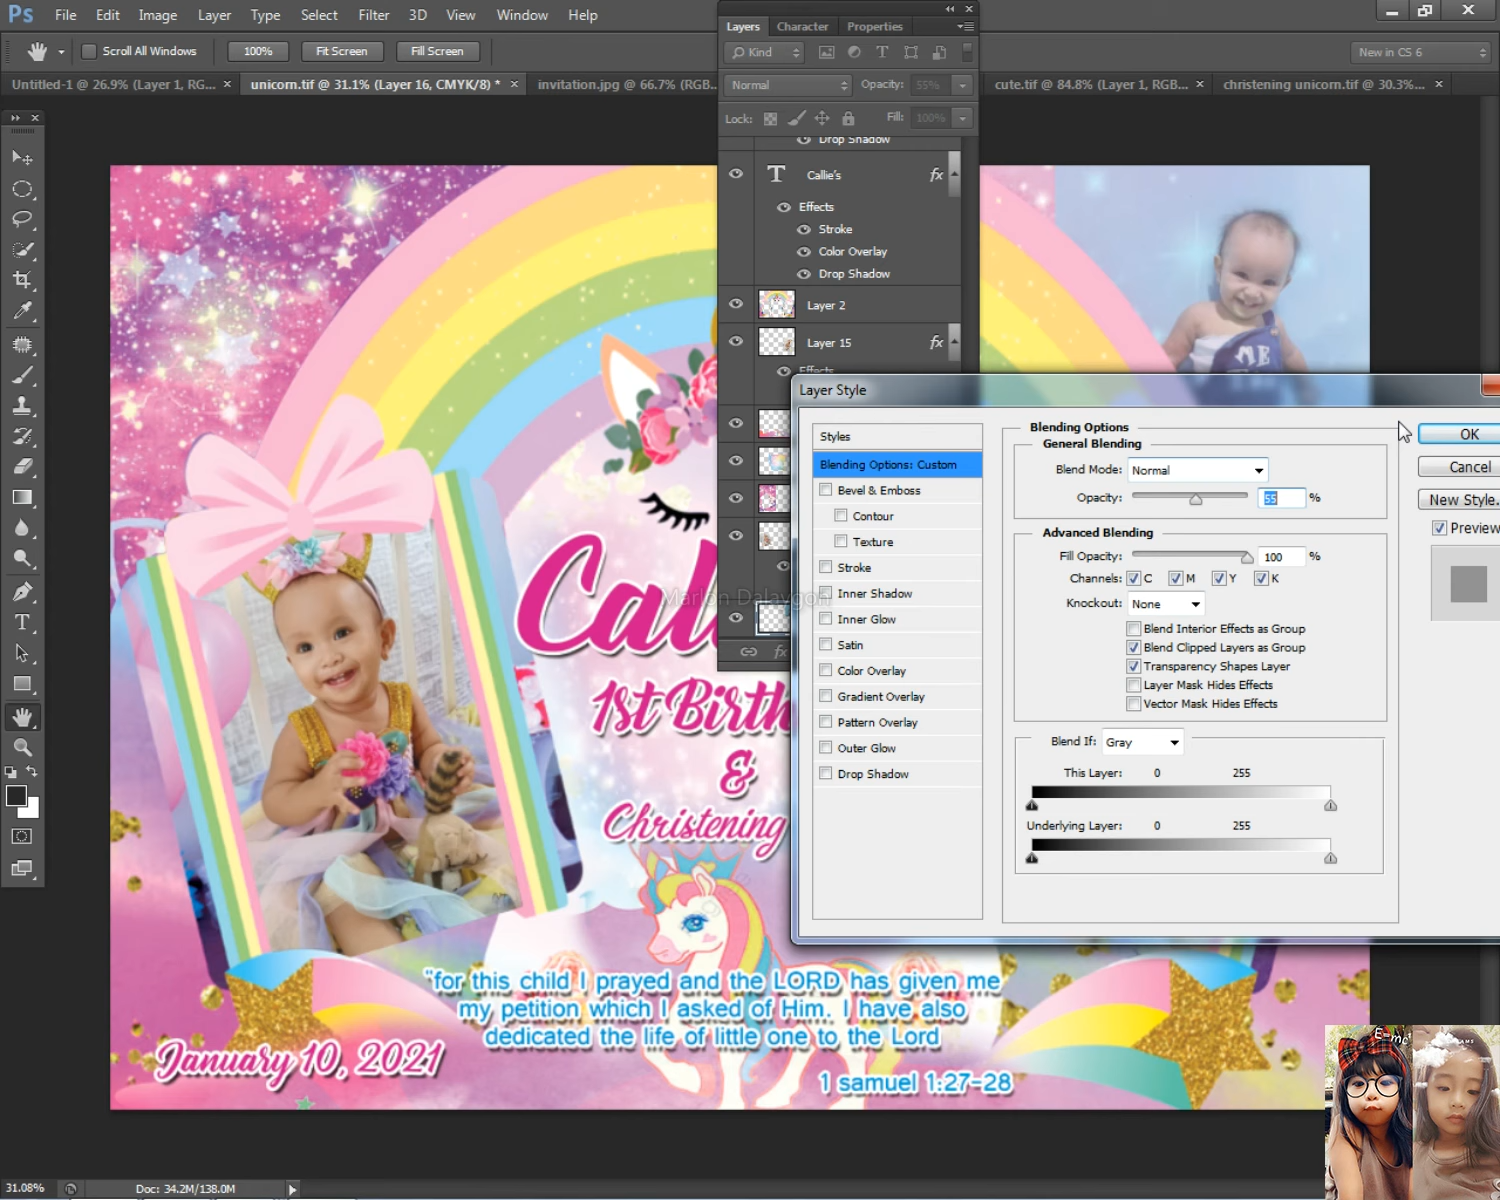 Ps File Edit Image Layer Type Select Filter 3D View Window Help
Scroll All Windows 100% Fit Screen Fill Screen New in CS 6
Untitled-1 @ 26.9% (Layer 1, RG... × unicorn.tif @ 31.1% (Layer 16, CMYK/8) * × invitation.jpg @ 66.7% (RGB... cute.tif @ 84.8% (Layer 1, RGB... × christening unicorn.tif @ 30.3%... ×
Layers Character Properties
Kind
Normal Opacity: 55%
Lock: Fill: 100%
Drop Shadow
T Callie's fx
Effects
Stroke
Color Overlay
Drop Shadow
Layer 2
Layer 15 fx
Effects
fx
Layer Style
Styles
Blending Options: Custom
Bevel & Emboss
Contour
Texture
Stroke
Inner Shadow
Inner Glow
Satin
Color Overlay
Gradient Overlay
Pattern Overlay
Outer Glow
Drop Shadow
Blending Options
General Blending
Blend Mode: Normal
Opacity: 55 %
Advanced Blending
Fill Opacity: 100 %
Channels: C M Y K
Knockout: None
Blend Interior Effects as Group
Blend Clipped Layers as Group
Transparency Shapes Layer
Layer Mask Hides Effects
Vector Mask Hides Effects
Blend If: Gray
This Layer: 0 255
Underlying Layer: 0 255
OK
Cancel
New Style.
Preview
Marlon Dalaygon
Cal
1st Birth
&
Christening
"for this child I prayed and the LORD has given me
my petition which I asked of Him. I have also
dedicated the life of little one to the Lord
1 samuel 1:27-28
January 10, 2021
31.08% Doc: 34.2M/138.0M